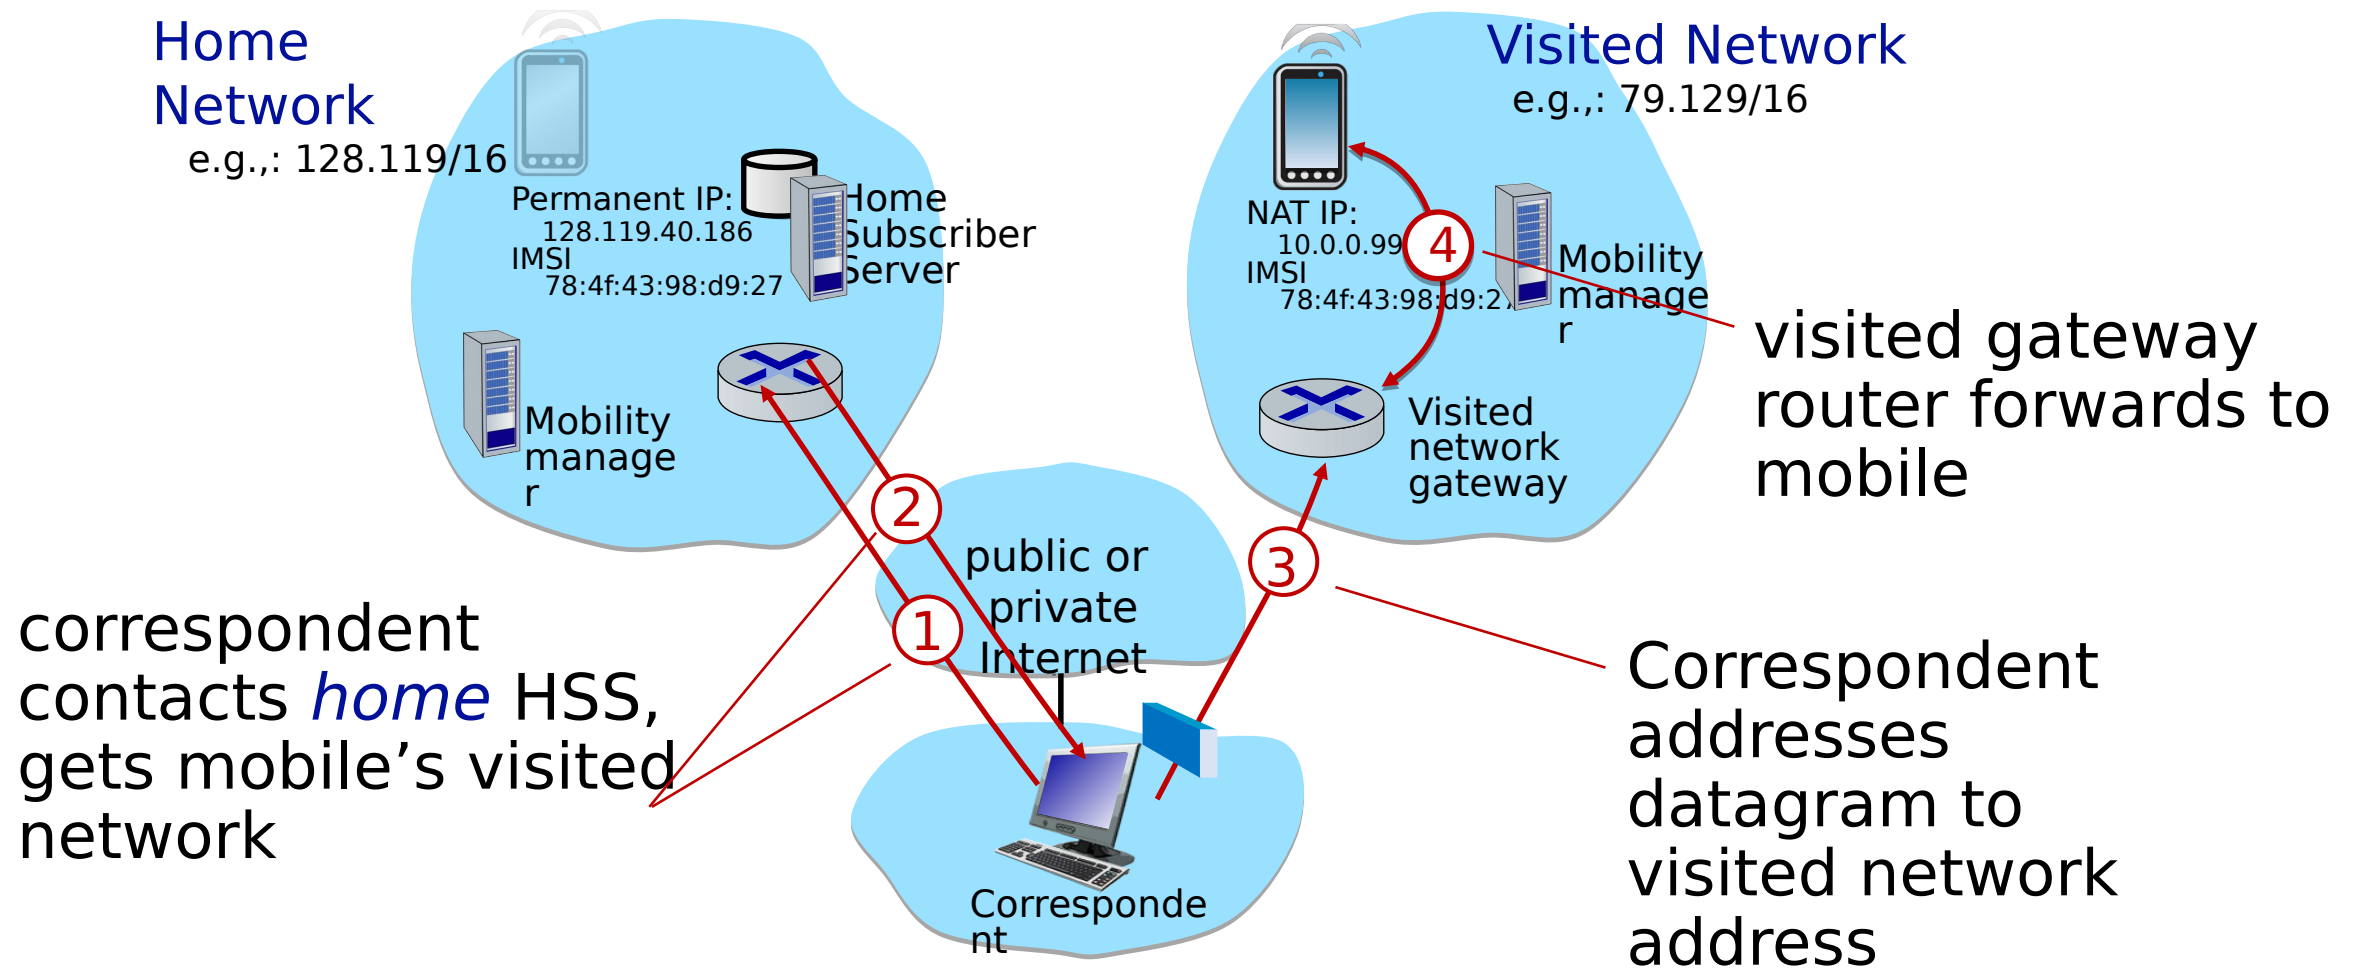 Home
Network
e.g.,: 128.119/16
Permanent IP:
128.119.40.186
IMSI
78:4f:43:98:d9:27
Home
Subscriber
Server
Mobility
manage
r
Visited Network
e.g.,: 79.129/16
NAT IP:
10.0.0.99
IMSI
78:4f:43:98:d9:27
Mobility
manage
r
4
visited gateway
router forwards to
mobile
Visited
network
gateway
2
3
1
public or
private
Internet
correspondent
contacts home HSS,
gets mobile’s visited
network
Correspondent
addresses
datagram to
visited network
address
Corresponde
nt